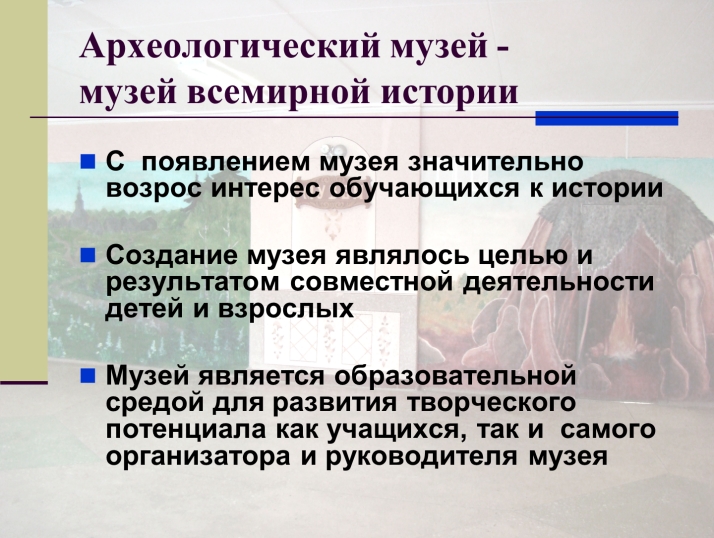 Археологический музей -
музей всемирной истории
С  появлением музея значительно
возрос интерес обучающихся к истории
Создание музея являлось целью и
результатом совместной деятельности
детей и взрослых
Музей является образовательной
средой для развития творческого
потенциала как учащихся, так и  самого
организатора и руководителя музея